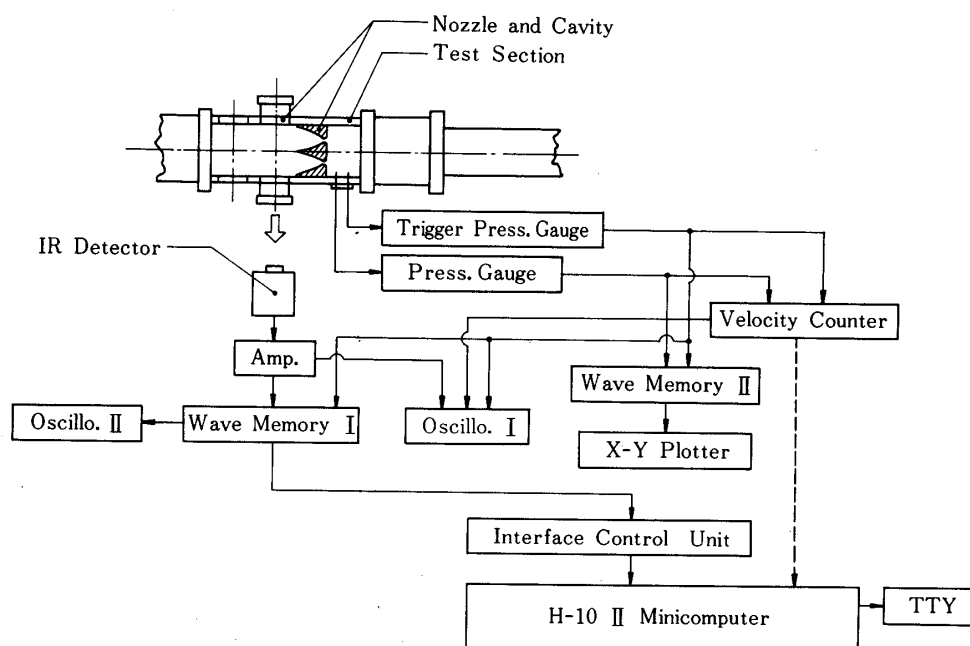 Nozzle and Cavity
Test Section
Trigger Press. Gauge
IR Detector
Press. Gauge
Velocity Counter
Amp.
Wave Memory II
Oscillo. II
Wave Memory I
Oscillo. I
X-Y Plotter
Interface Control Unit
H-10 II Minicomputer
TTY